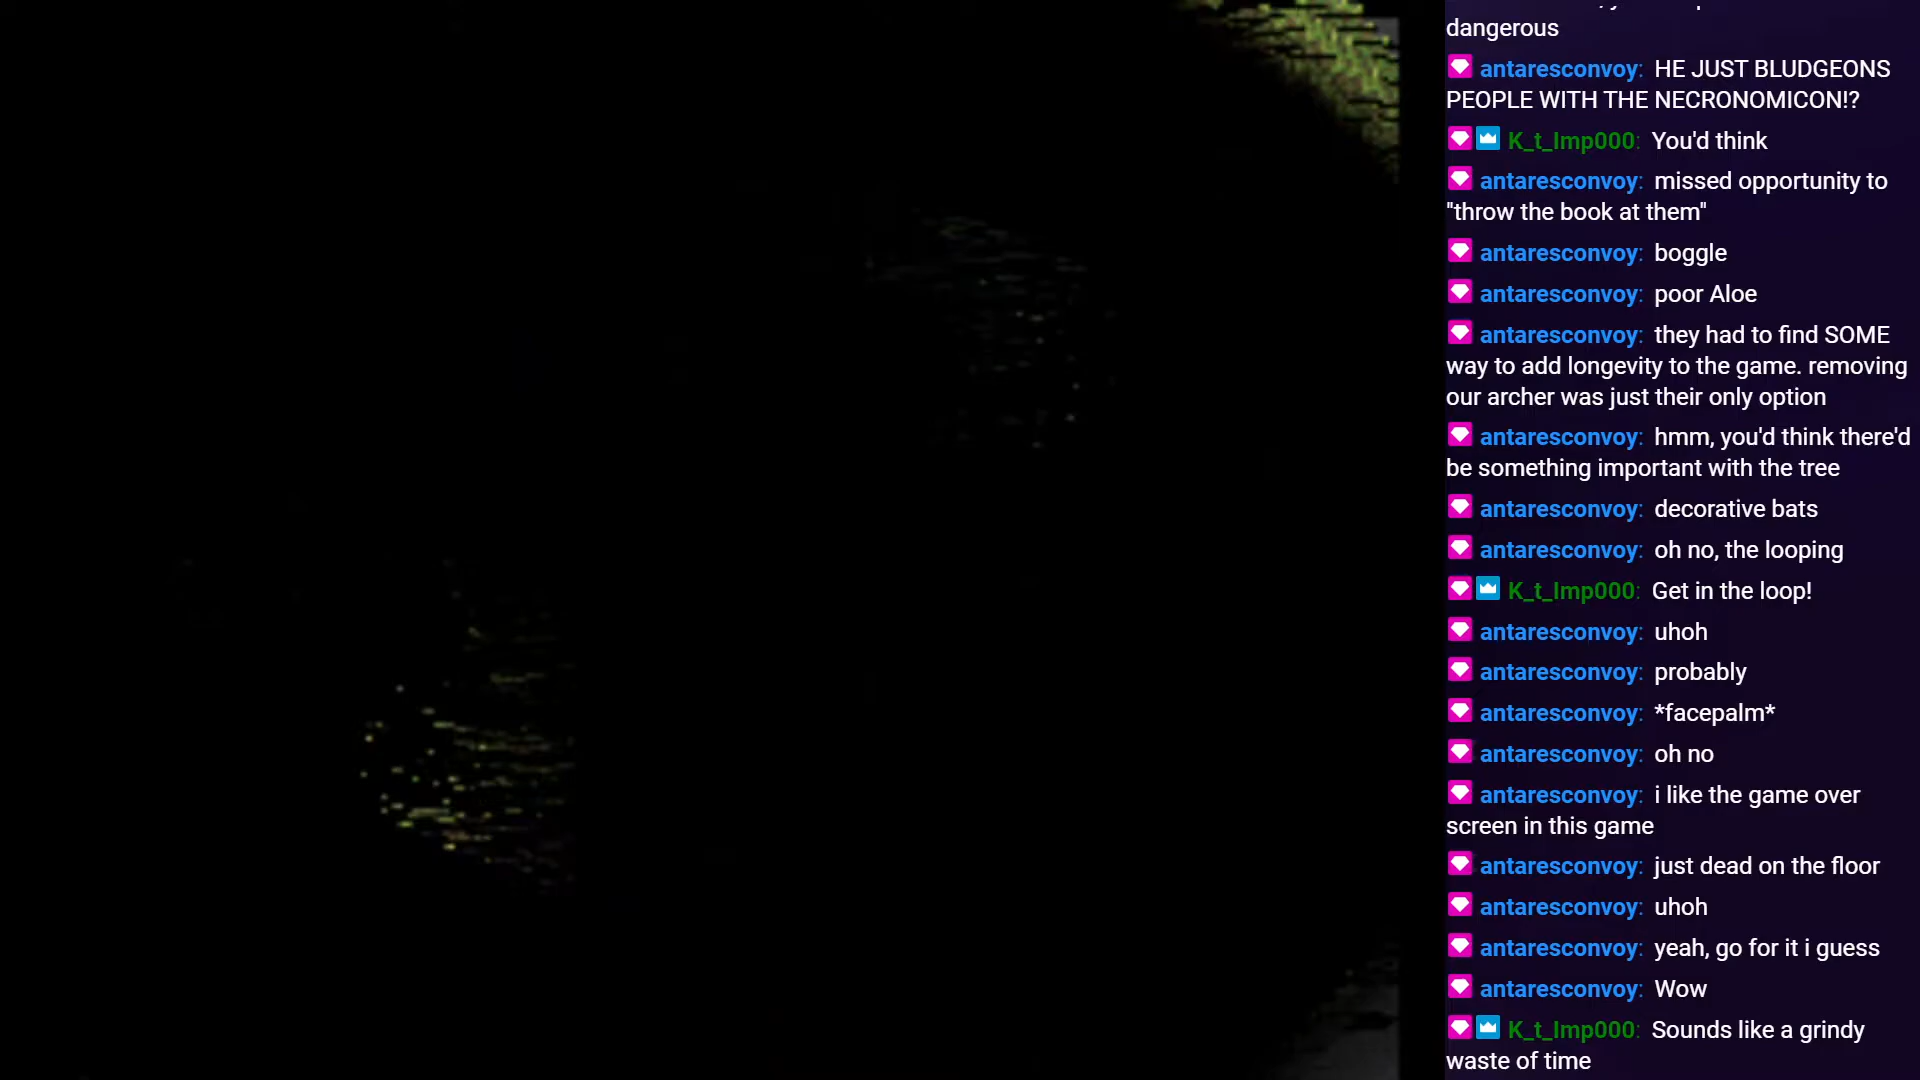 dangerous
antaresconvoy: HE JUST BLUDGEONS
PEOPLE WITH THE NECRONOMICON!?
K_t_Imp000: You'd think
antaresconvoy: missed opportunity to
"throw the book at them"
antaresconvoy: boggle
antaresconvoy: poor Aloe
antaresconvoy: they had to find SOME
way to add longevity to the game. removing
our archer was just their only option
antaresconvoy: hmm, you'd think there'd
be something important with the tree
antaresconvoy: decorative bats
antaresconvoy: oh no, the looping
K_t_Imp000: Get in the loop!
antaresconvoy: uhoh
antaresconvoy: probably
antaresconvoy: *facepalm*
antaresconvoy: oh no
antaresconvoy: i like the game over
screen in this game
antaresconvoy: just dead on the floor
antaresconvoy: uhoh
antaresconvoy: yeah, go for it i guess
antaresconvoy: Wow
K_t_Imp000: Sounds like a grindy
waste of time